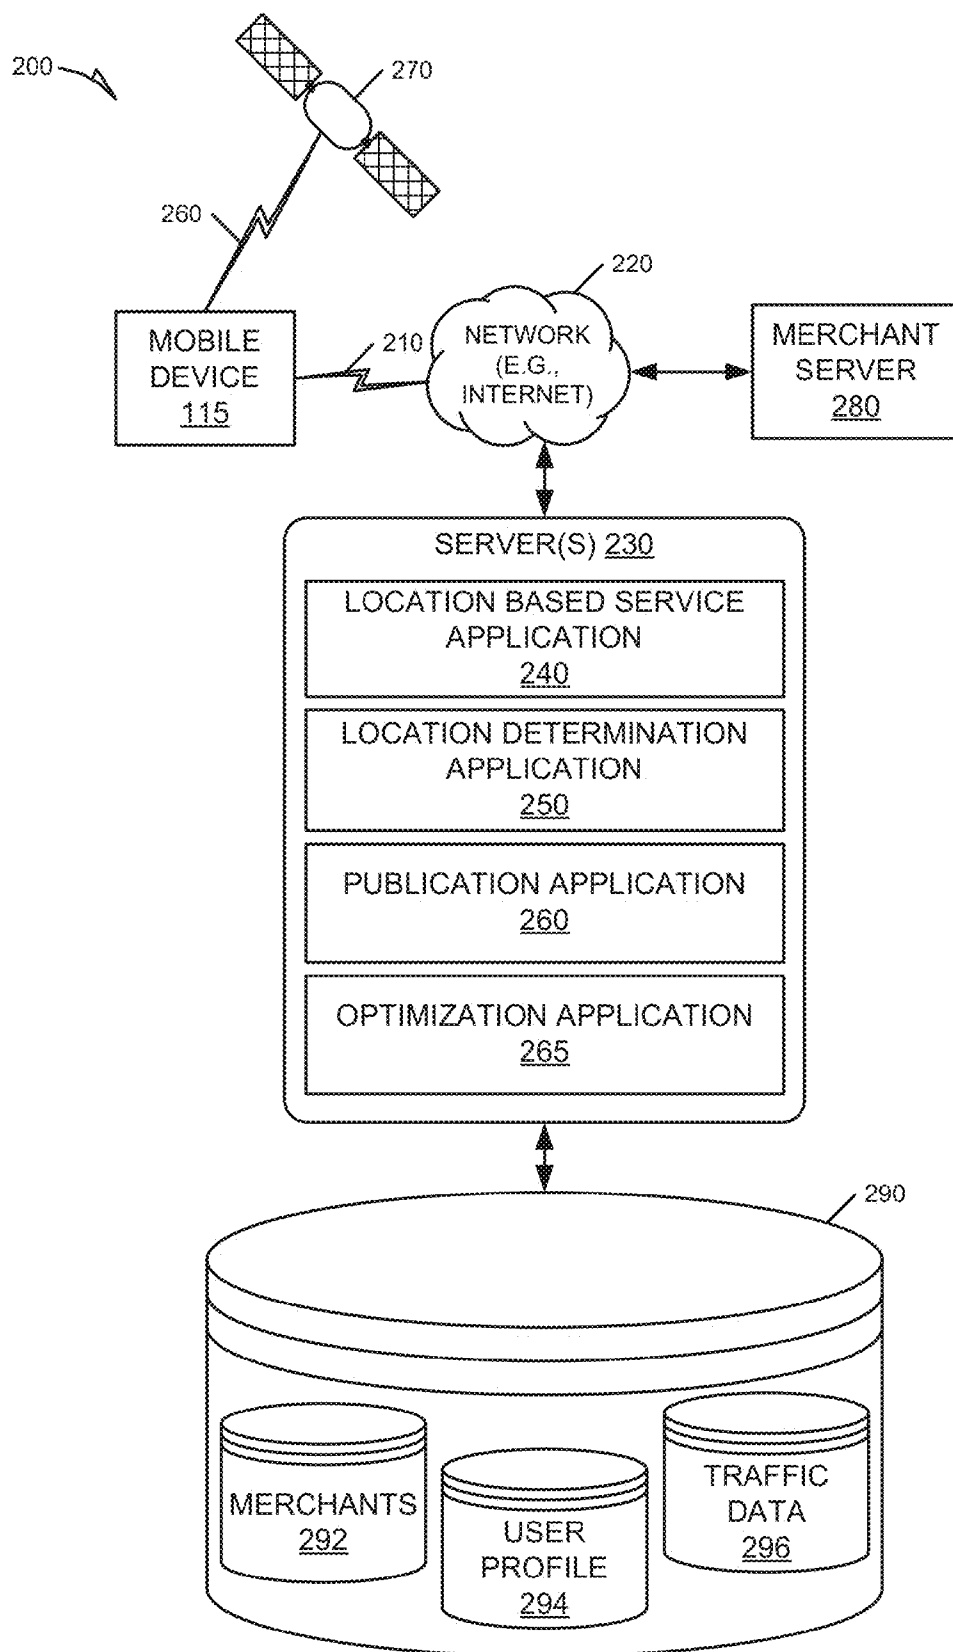 200
270
260
220
MOBILE
DEVICE
115
210
NETWORK
(E.G.,
INTERNET)
MERCHANT
SERVER
280
SERVER(S) 230
LOCATION BASED SERVICE
APPLICATION
240
LOCATION DETERMINATION
APPLICATION
250
PUBLICATION APPLICATION
260
OPTIMIZATION APPLICATION
265
290
MERCHANTS
292
USER
PROFILE
294
TRAFFIC
DATA
296